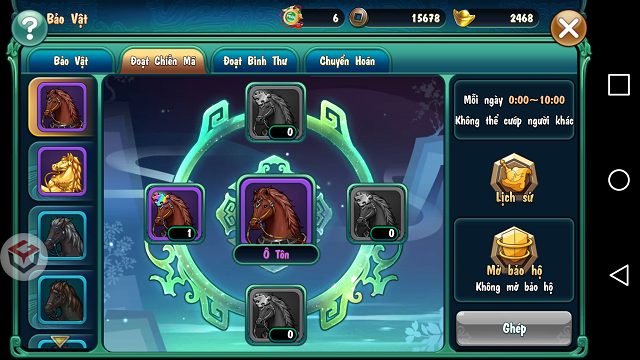 Bảo Vật
6
15678
2468
Bảo Vật
Đoạt Chiến Mã
Đoạt Binh Thư
Chuyển Hoán
0
1
0
Ô Tôn
0
Mỗi ngày 0:00~10:00
Không thể cướp người khác
Lịch sử
Mở bảo hộ
Không mở bảo hộ
Ghép